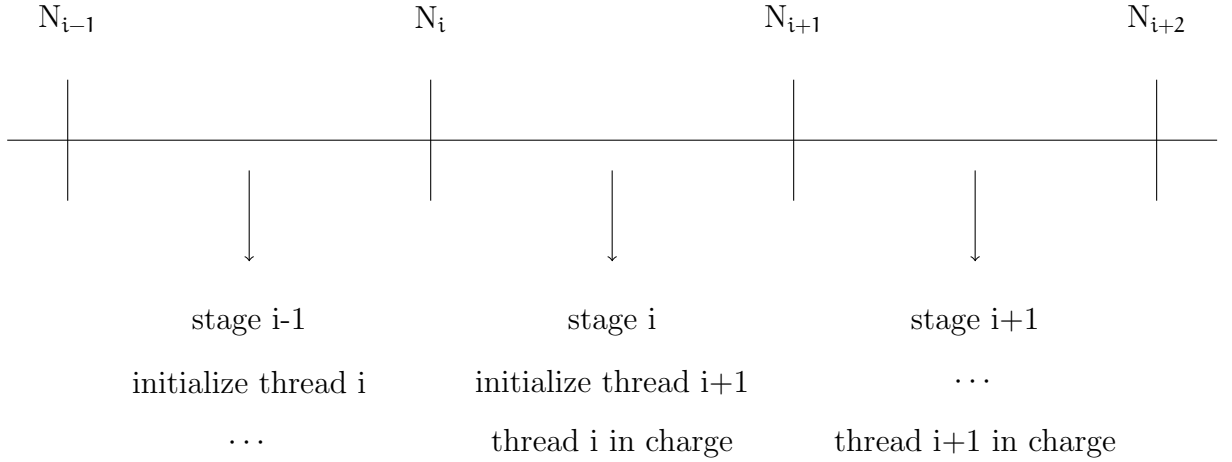 N_{i−1} N_i N_{i+1} N_{i+2}
stage i-1 stage i stage i+1
initialize thread i initialize thread i+1 ···
··· thread i in charge thread i+1 in charge